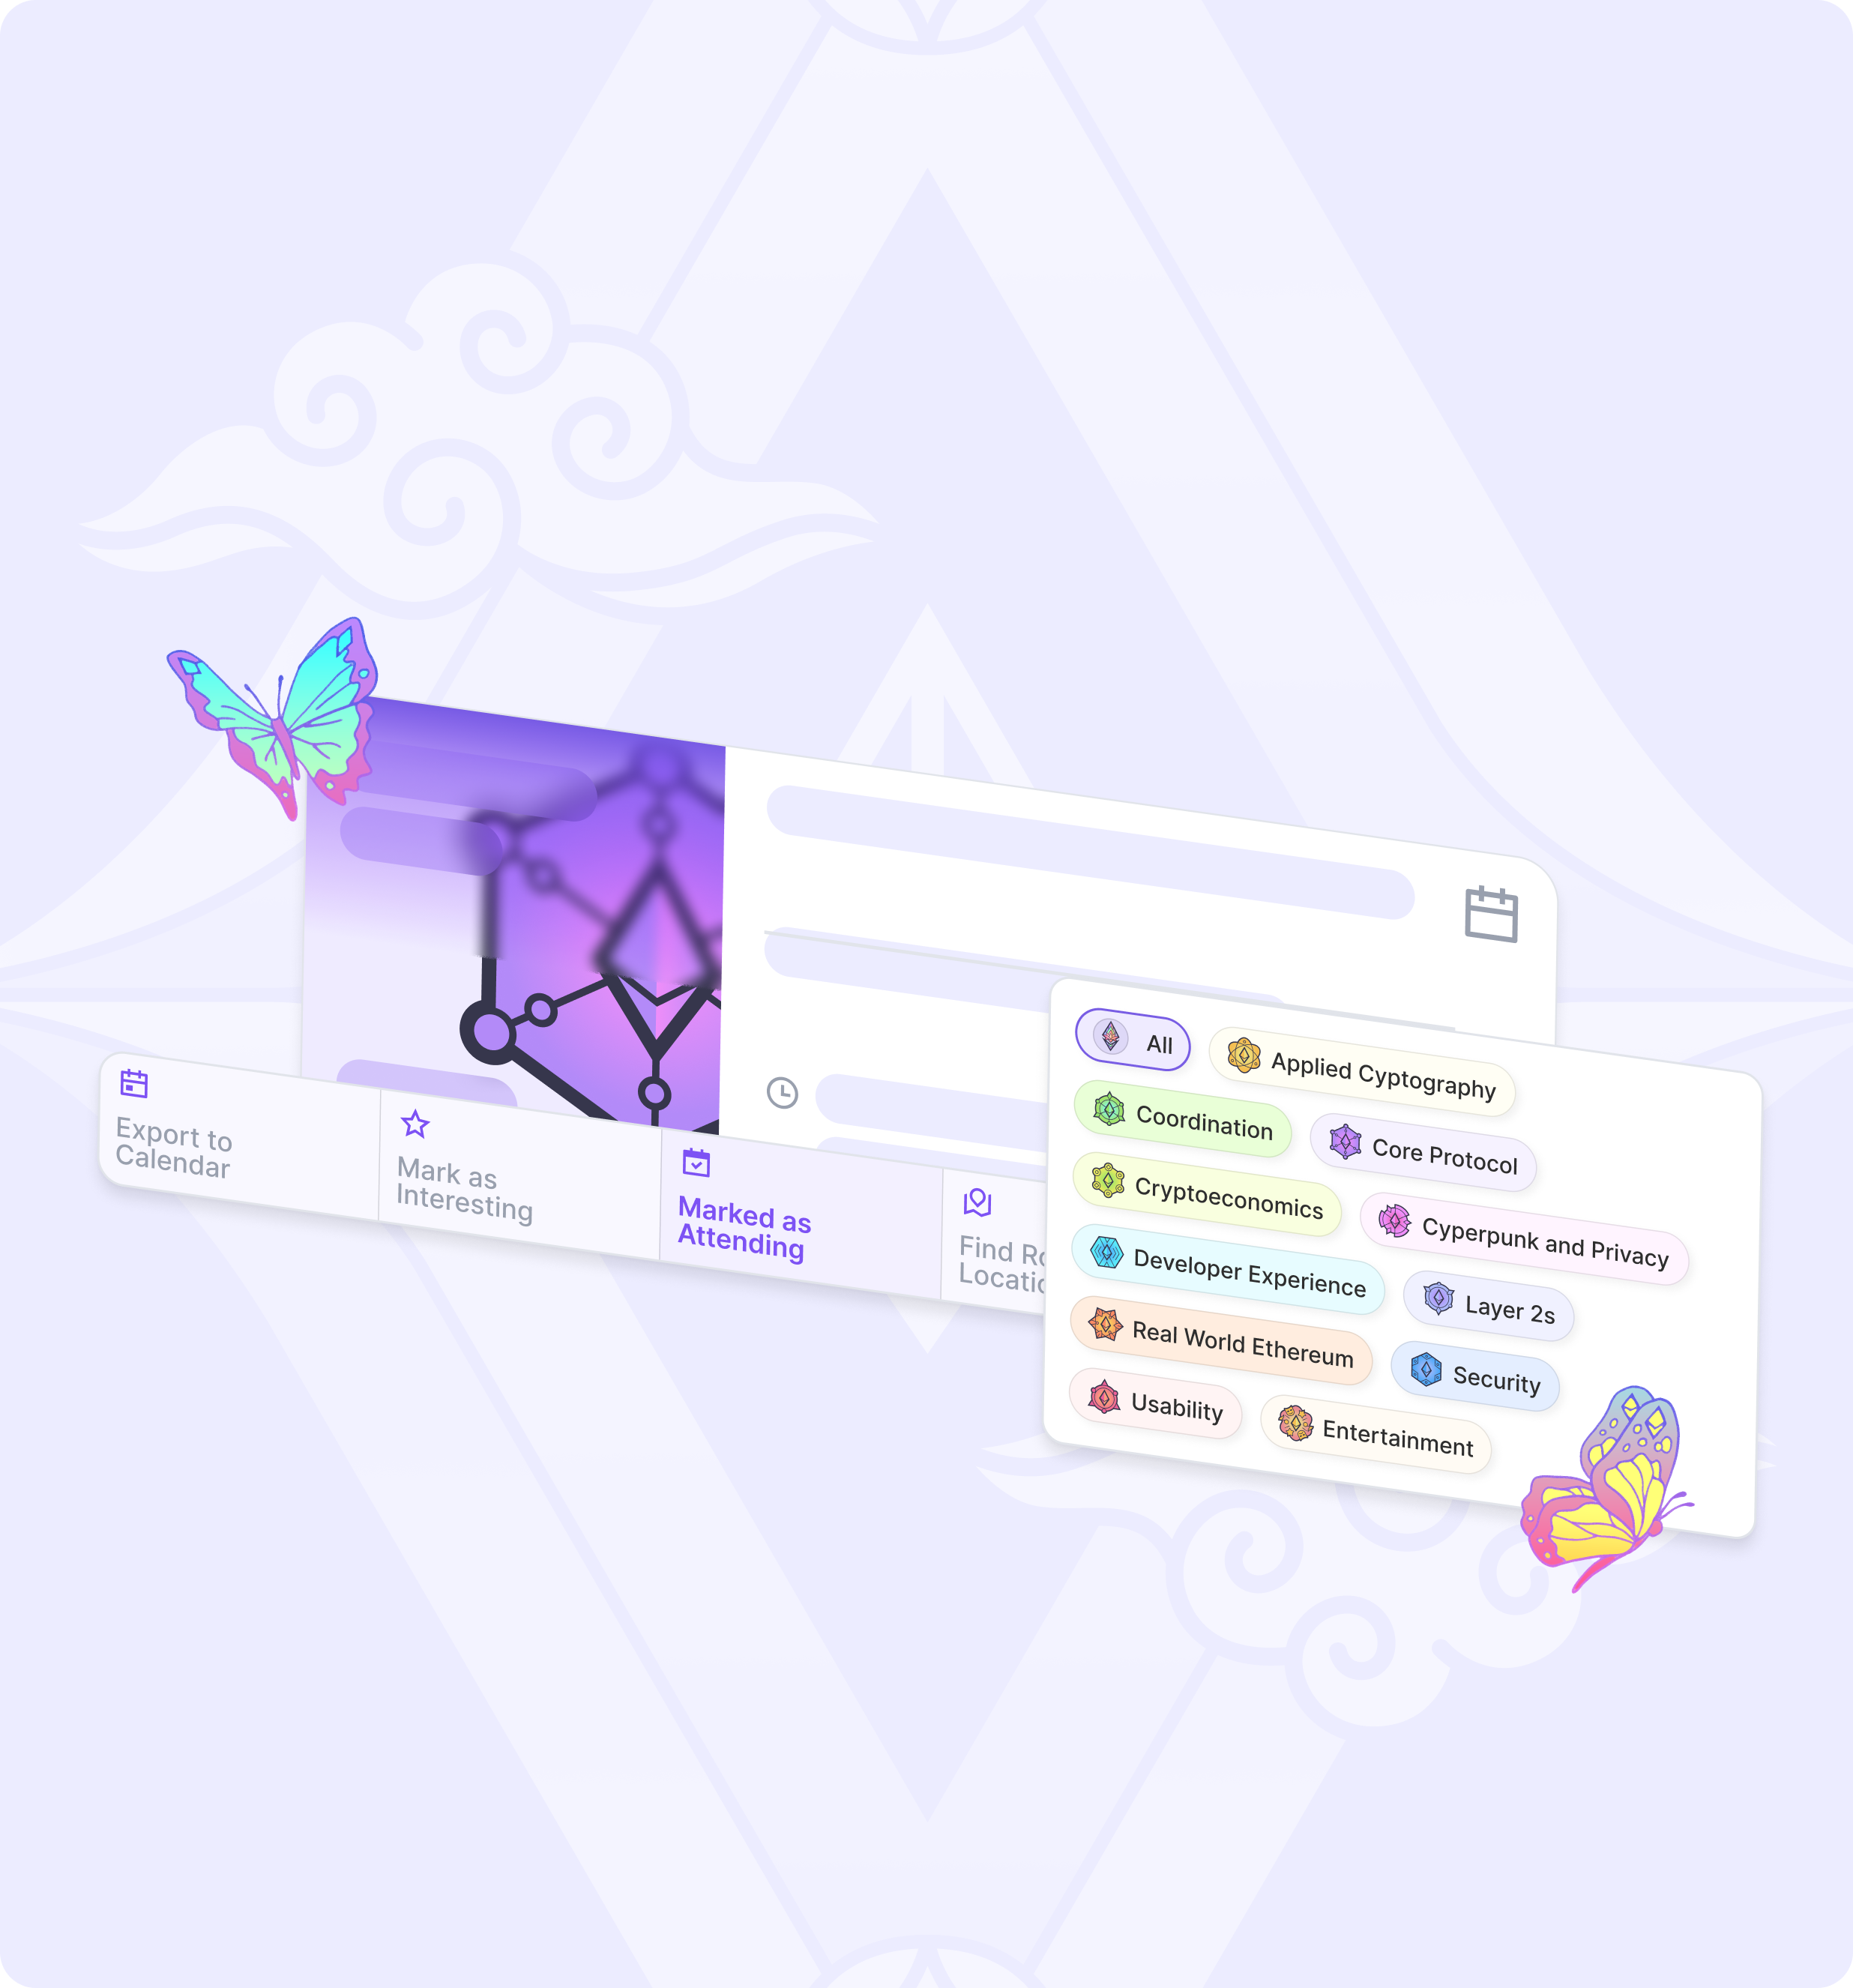 Export to
Calendar
Mark as
Interesting
Marked as
Attending
Find
All
Applied Cyptography
Coordination
Core Protocol
Cryptoeconomics
Cyperpunk and Privacy
Developer Experience
Layer 2s
Real World Ethereum
Security
Usability
Entertainment